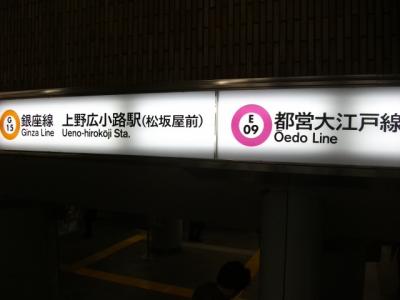 G 15 銀座線 上野広小路駅(松坂屋前)
Ginza Line Ueno-hirokoji Sta.
E 09 都営大江戸線
Ōedo Line